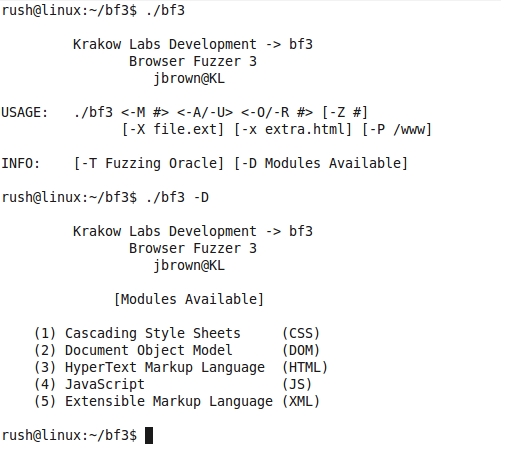 rush@linux:~/bf3$ ./bf3
Krakow Labs Development -> bf3
Browser Fuzzer 3
jbrown@KL
USAGE:   ./bf3 <-M #> <-A/-U> <-O/-R #> [-Z #]
[-X file.ext] [-x extra.html] [-P /www]
INFO:    [-T Fuzzing Oracle] [-D Modules Available]
rush@linux:~/bf3$ ./bf3 -D
Krakow Labs Development -> bf3
Browser Fuzzer 3
jbrown@KL
[Modules Available]
(1) Cascading Style Sheets     (CSS)
(2) Document Object Model      (DOM)
(3) HyperText Markup Language  (HTML)
(4) JavaScript                 (JS)
(5) Extensible Markup Language (XML)
rush@linux:~/bf3$